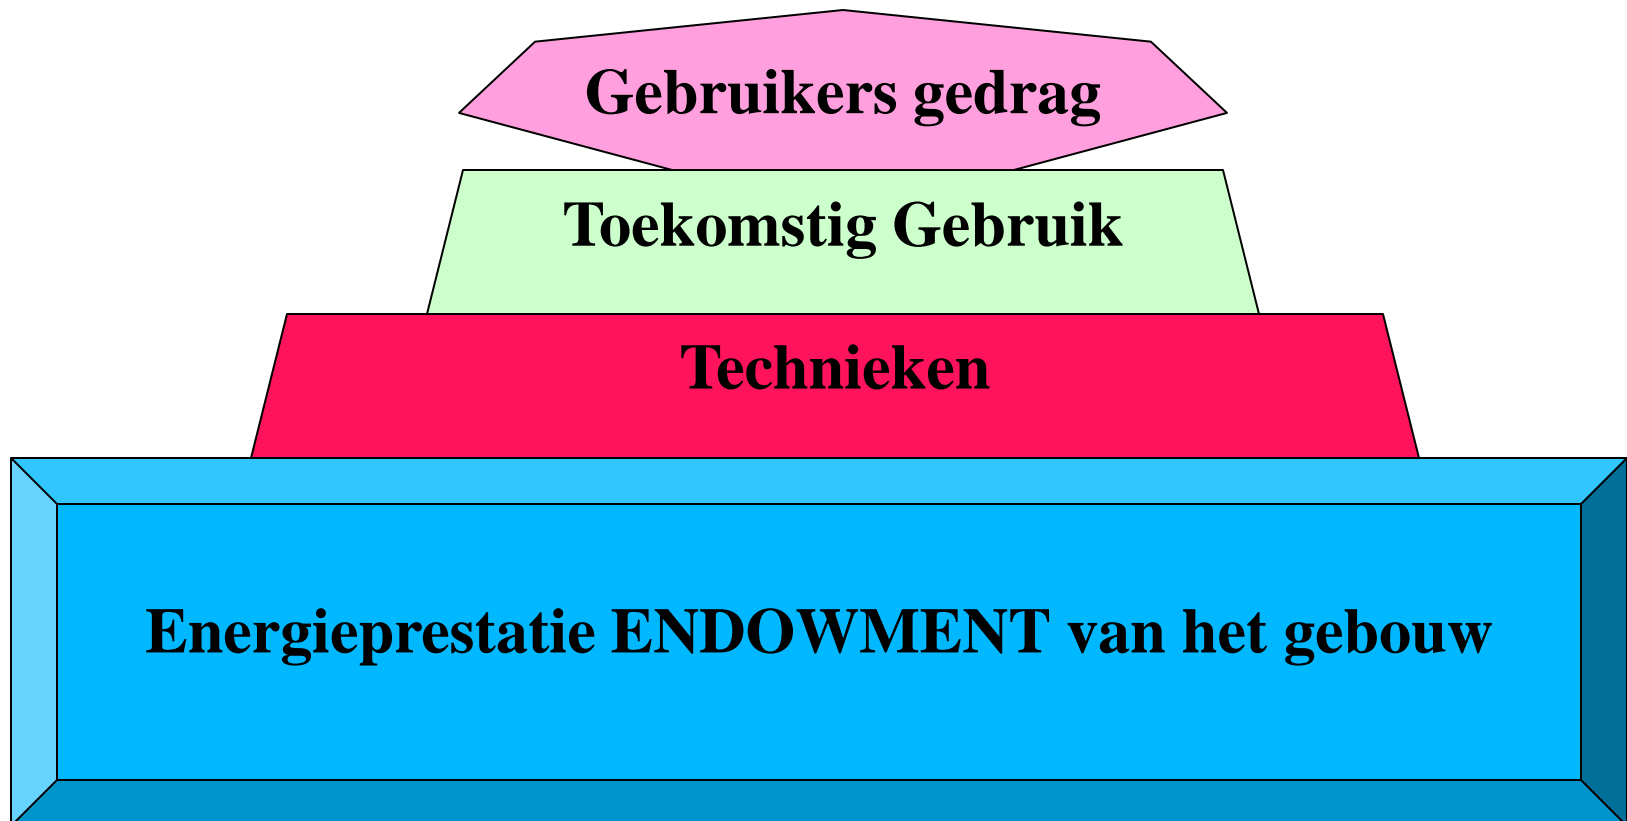 Gebruikers gedrag
Toekomstig Gebruik
Technieken
Energieprestatie ENDOWMENT van het gebouw